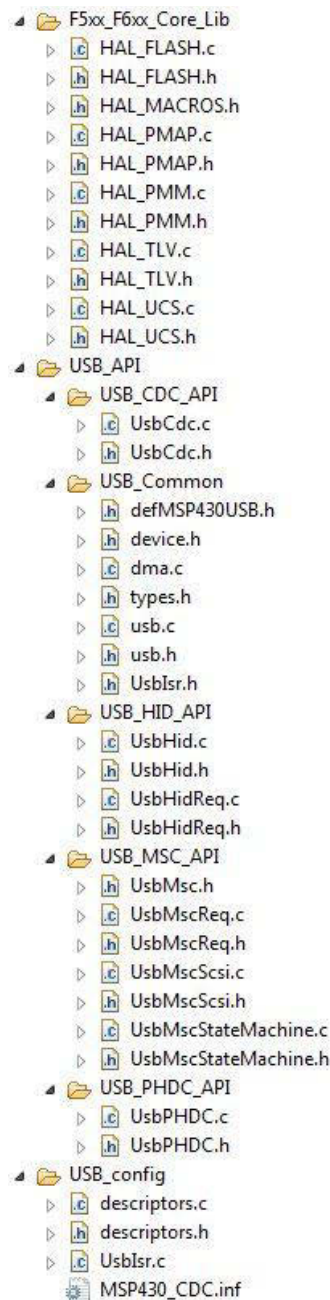 F5xx_F6xx_Core_Lib
.c HAL_FLASH.c
.h HAL_FLASH.h
.h HAL_MACROS.h
.c HAL_PMAP.c
.h HAL_PMAP.h
.c HAL_PMM.c
.h HAL_PMM.h
.c HAL_TLV.c
.h HAL_TLV.h
.c HAL_UCS.c
.h HAL_UCS.h
USB_API
USB_CDC_API
.c UsbCdc.c
.h UsbCdc.h
USB_Common
.h defMSP430USB.h
.h device.h
.c dma.c
.h types.h
.c usb.c
.h usb.h
.h UsbIsr.h
USB_HID_API
.c UsbHid.c
.h UsbHid.h
.c UsbHidReq.c
.h UsbHidReq.h
USB_MSC_API
.h UsbMsc.h
.c UsbMscReq.c
.h UsbMscReq.h
.c UsbMscScsi.c
.h UsbMscScsi.h
.c UsbMscStateMachine.c
.h UsbMscStateMachine.h
USB_PHDC_API
.c UsbPHDC.c
.h UsbPHDC.h
USB_config
.c descriptors.c
.h descriptors.h
.c UsbIsr.c
MSP430_CDC.inf